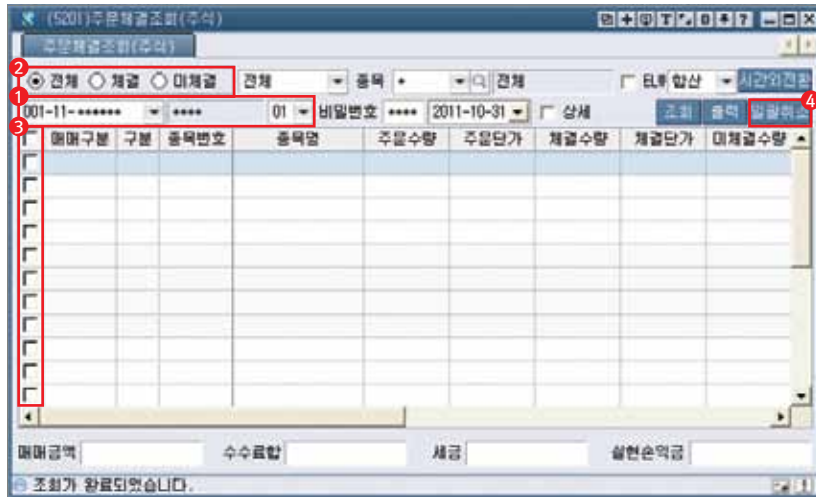 (5201)주문체결조회(주식)
주문체결조회(주식)
2 전체 체결 미체결 전체 종목 * 전체 합산 시간외전환
1 001-11-****** **** 01 비밀번호 **** 2011-10-31 상세 조회 출력 일괄취소 4
3 매매구분 구분 종목번호 종목명 주문수량 주문단가 체결수량 체결단가 미체결수량
매매금액 수수료합 세금 실현손익금
조회가 완료되었습니다.